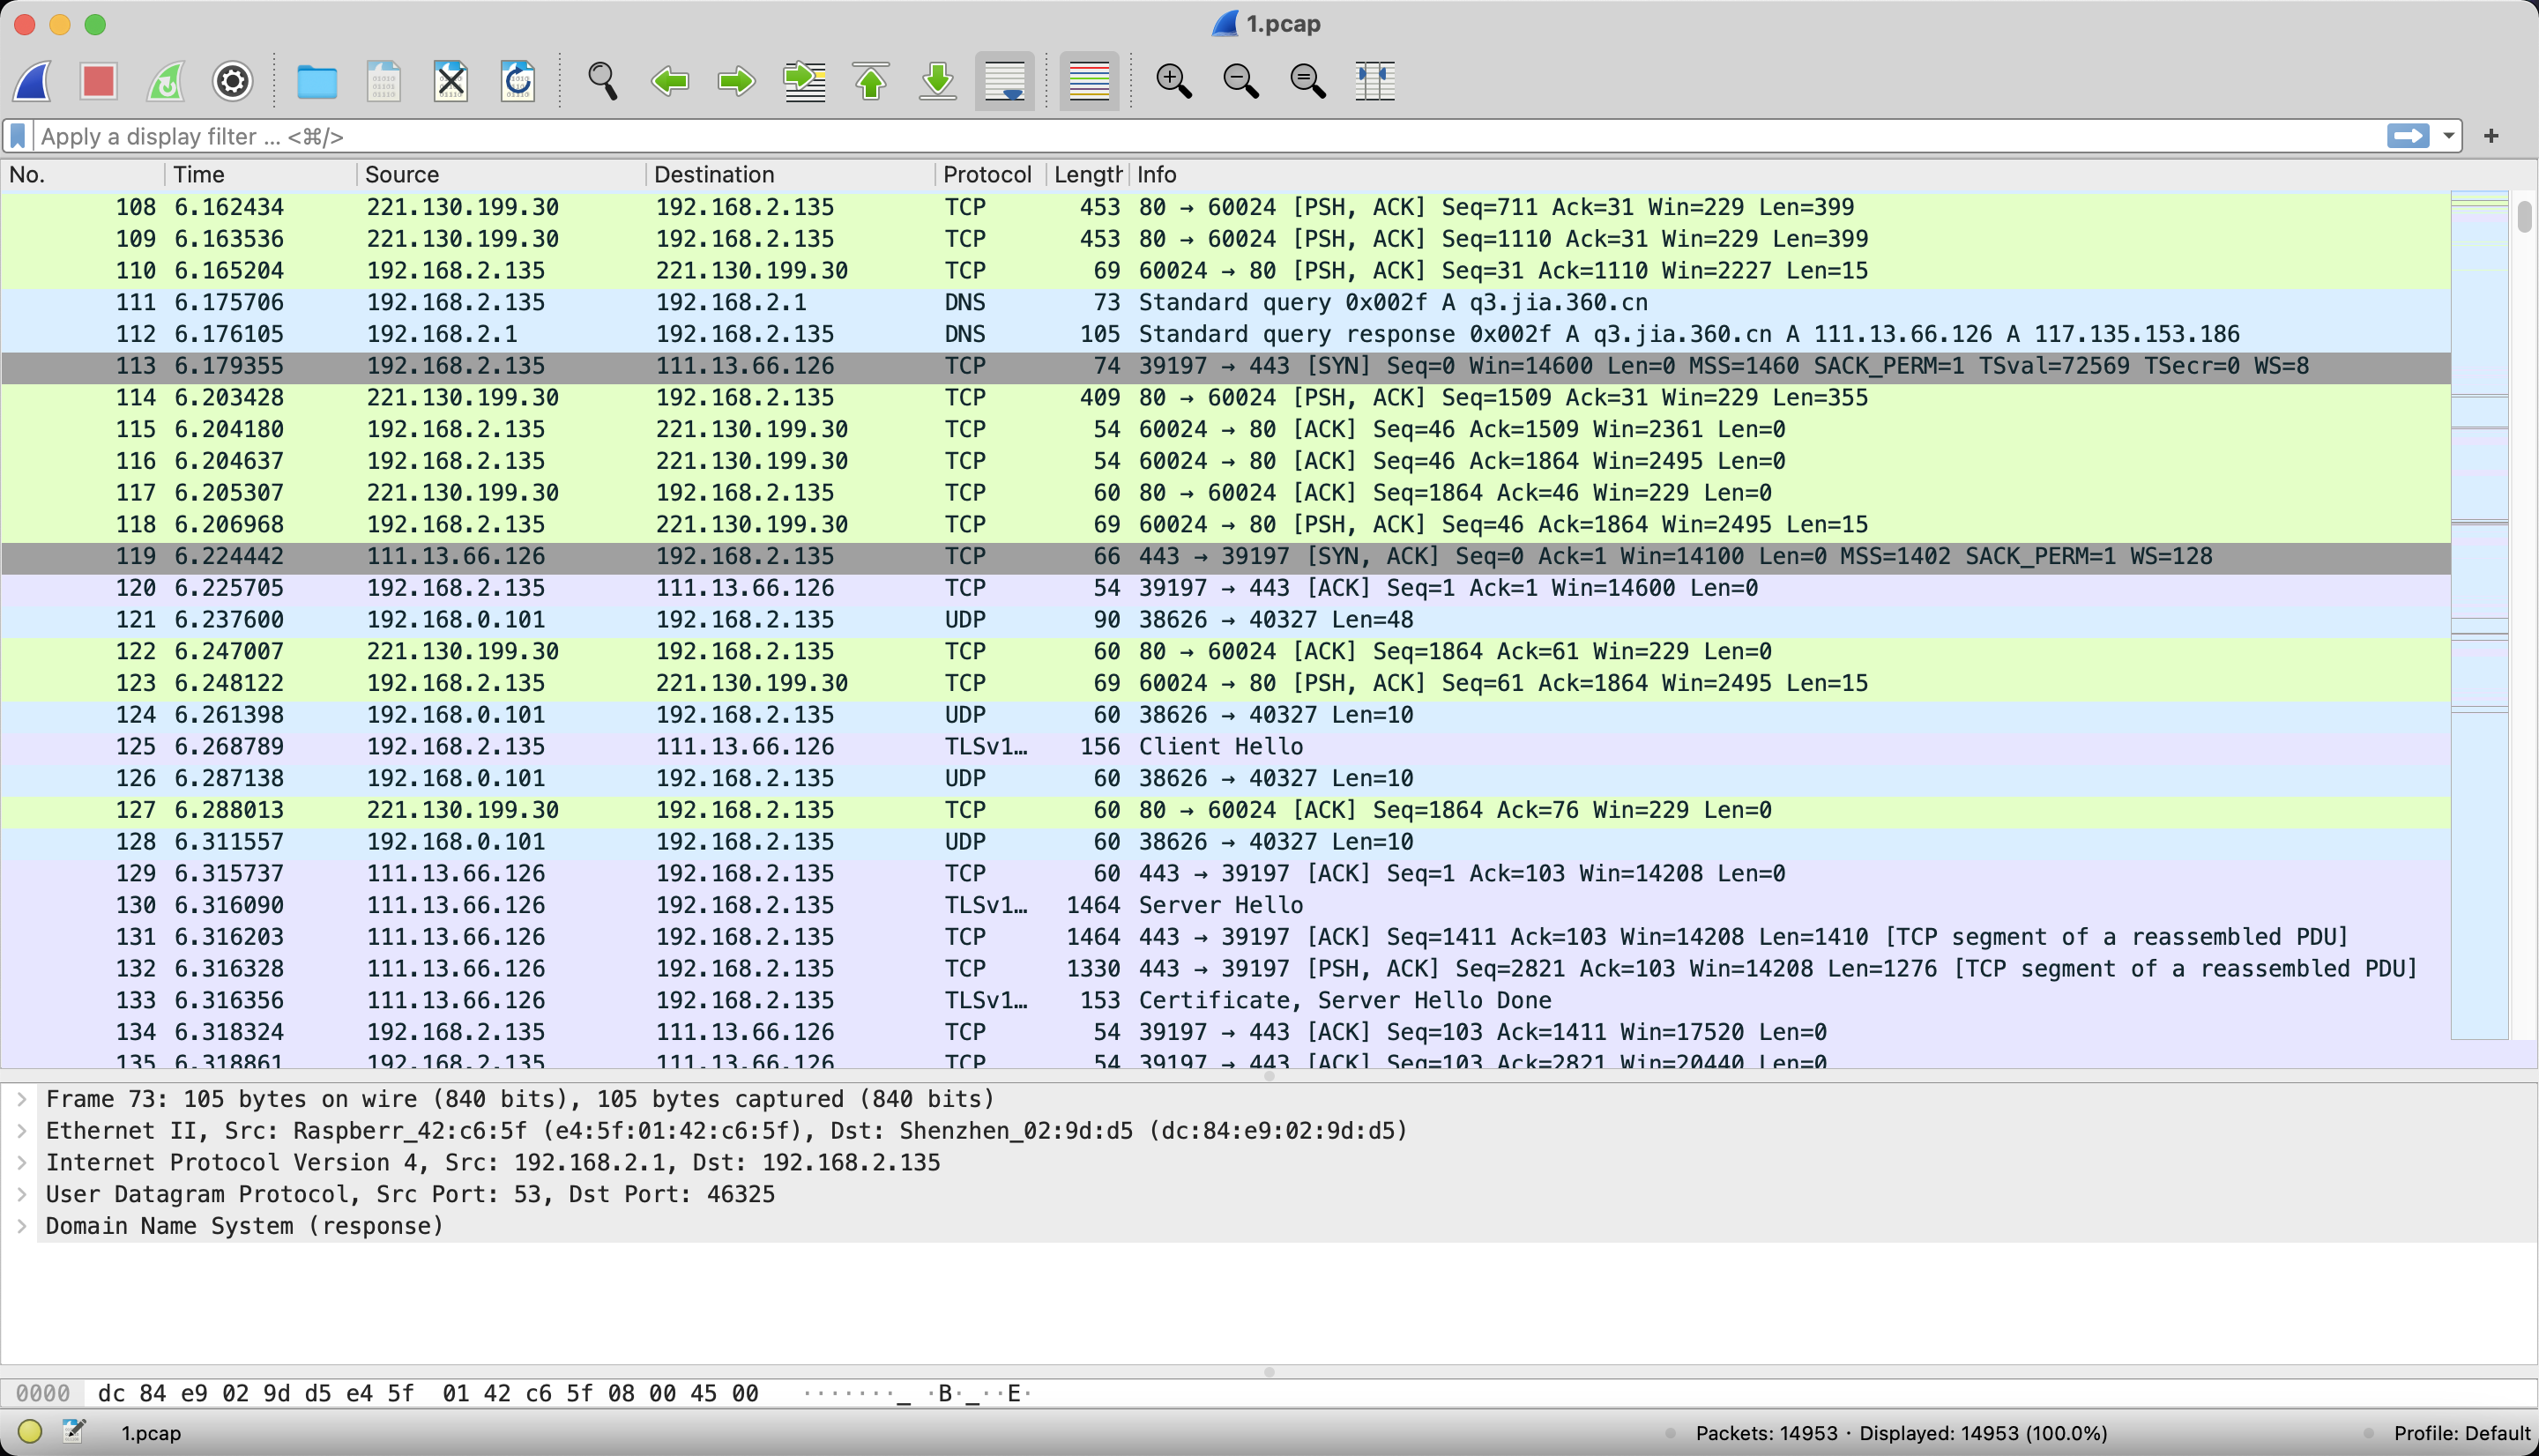 1.pcap
Apply a display filter ... <⌘/>
No. Time Source Destination Protocol Length Info
108 6.162434 221.130.199.30 192.168.2.135 TCP 453 80 → 60024 [PSH, ACK] Seq=711 Ack=31 Win=229 Len=399
109 6.163536 221.130.199.30 192.168.2.135 TCP 453 80 → 60024 [PSH, ACK] Seq=1110 Ack=31 Win=229 Len=399
110 6.165204 192.168.2.135 221.130.199.30 TCP 69 60024 → 80 [PSH, ACK] Seq=31 Ack=1110 Win=2227 Len=15
111 6.175706 192.168.2.135 192.168.2.1 DNS 73 Standard query 0x002f A q3.jia.360.cn
112 6.176105 192.168.2.1 192.168.2.135 DNS 105 Standard query response 0x002f A q3.jia.360.cn A 111.13.66.126 A 117.135.153.186
113 6.179355 192.168.2.135 111.13.66.126 TCP 74 39197 → 443 [SYN] Seq=0 Win=14600 Len=0 MSS=1460 SACK_PERM=1 TSval=72569 TSecr=0 WS=8
114 6.203428 221.130.199.30 192.168.2.135 TCP 409 80 → 60024 [PSH, ACK] Seq=1509 Ack=31 Win=229 Len=355
115 6.204180 192.168.2.135 221.130.199.30 TCP 54 60024 → 80 [ACK] Seq=46 Ack=1509 Win=2361 Len=0
116 6.204637 192.168.2.135 221.130.199.30 TCP 54 60024 → 80 [ACK] Seq=46 Ack=1864 Win=2495 Len=0
117 6.205307 221.130.199.30 192.168.2.135 TCP 60 80 → 60024 [ACK] Seq=1864 Ack=46 Win=229 Len=0
118 6.206968 192.168.2.135 221.130.199.30 TCP 69 60024 → 80 [PSH, ACK] Seq=46 Ack=1864 Win=2495 Len=15
119 6.224442 111.13.66.126 192.168.2.135 TCP 66 443 → 39197 [SYN, ACK] Seq=0 Ack=1 Win=14100 Len=0 MSS=1402 SACK_PERM=1 WS=128
120 6.225705 192.168.2.135 111.13.66.126 TCP 54 39197 → 443 [ACK] Seq=1 Ack=1 Win=14600 Len=0
121 6.237600 192.168.0.101 192.168.2.135 UDP 90 38626 → 40327 Len=48
122 6.247007 221.130.199.30 192.168.2.135 TCP 60 80 → 60024 [ACK] Seq=1864 Ack=61 Win=229 Len=0
123 6.248122 192.168.2.135 221.130.199.30 TCP 69 60024 → 80 [PSH, ACK] Seq=61 Ack=1864 Win=2495 Len=15
124 6.261398 192.168.0.101 192.168.2.135 UDP 60 38626 → 40327 Len=10
125 6.268789 192.168.2.135 111.13.66.126 TLSv1… 156 Client Hello
126 6.287138 192.168.0.101 192.168.2.135 UDP 60 38626 → 40327 Len=10
127 6.288013 221.130.199.30 192.168.2.135 TCP 60 80 → 60024 [ACK] Seq=1864 Ack=76 Win=229 Len=0
128 6.311557 192.168.0.101 192.168.2.135 UDP 60 38626 → 40327 Len=10
129 6.315737 111.13.66.126 192.168.2.135 TCP 60 443 → 39197 [ACK] Seq=1 Ack=103 Win=14208 Len=0
130 6.316090 111.13.66.126 192.168.2.135 TLSv1… 1464 Server Hello
131 6.316203 111.13.66.126 192.168.2.135 TCP 1464 443 → 39197 [ACK] Seq=1411 Ack=103 Win=14208 Len=1410 [TCP segment of a reassembled PDU]
132 6.316328 111.13.66.126 192.168.2.135 TCP 1330 443 → 39197 [PSH, ACK] Seq=2821 Ack=103 Win=14208 Len=1276 [TCP segment of a reassembled PDU]
133 6.316356 111.13.66.126 192.168.2.135 TLSv1… 153 Certificate, Server Hello Done
134 6.318324 192.168.2.135 111.13.66.126 TCP 54 39197 → 443 [ACK] Seq=103 Ack=1411 Win=17520 Len=0
135 6.318861 192.168.2.135 111.13.66.126 TCP 54 39197 → 443 [ACK] Seq=103 Ack=2821 Win=20440 Len=0
Frame 73: 105 bytes on wire (840 bits), 105 bytes captured (840 bits)
Ethernet II, Src: Raspberr_42:c6:5f (e4:5f:01:42:c6:5f), Dst: Shenzhen_02:9d:d5 (dc:84:e9:02:9d:d5)
Internet Protocol Version 4, Src: 192.168.2.1, Dst: 192.168.2.135
User Datagram Protocol, Src Port: 53, Dst Port: 46325
Domain Name System (response)
0000 dc 84 e9 02 9d d5 e4 5f 01 42 c6 5f 08 00 45 00 ·······_ ·B·_··E·
1.pcap Packets: 14953 · Displayed: 14953 (100.0%) Profile: Default